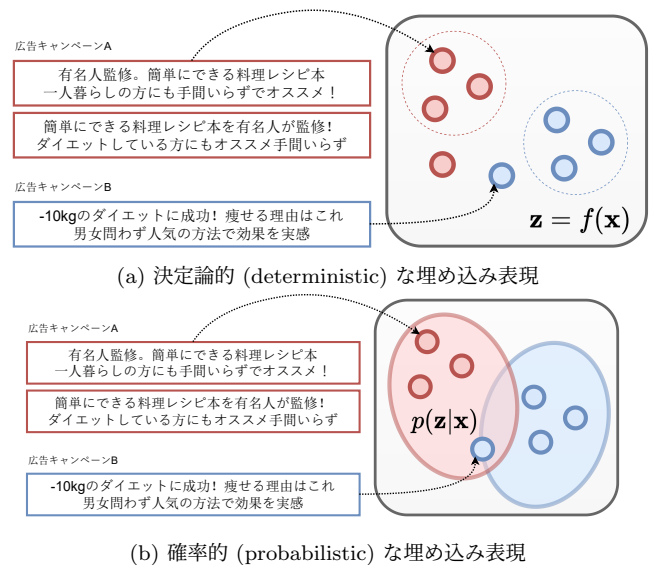 広告キャンペーンA
有名人監修。簡単にできる料理レシピ本
一人暮らしの方にも手間いらずでオススメ！
簡単にできる料理レシピ本を有名人が監修！
ダイエットしている方にもオススメ手間いらず
広告キャンペーンB
-10kgのダイエットに成功！痩せる理由はこれ
男女問わず人気の方法で効果を実感
z = f(x)
(a) 決定論的 (deterministic) な埋め込み表現
広告キャンペーンA
有名人監修。簡単にできる料理レシピ本
一人暮らしの方にも手間いらずでオススメ！
簡単にできる料理レシピ本を有名人が監修！
ダイエットしている方にもオススメ手間いらず
p(z|x)
広告キャンペーンB
-10kgのダイエットに成功！痩せる理由はこれ
男女問わず人気の方法で効果を実感
(b) 確率的 (probabilistic) な埋め込み表現